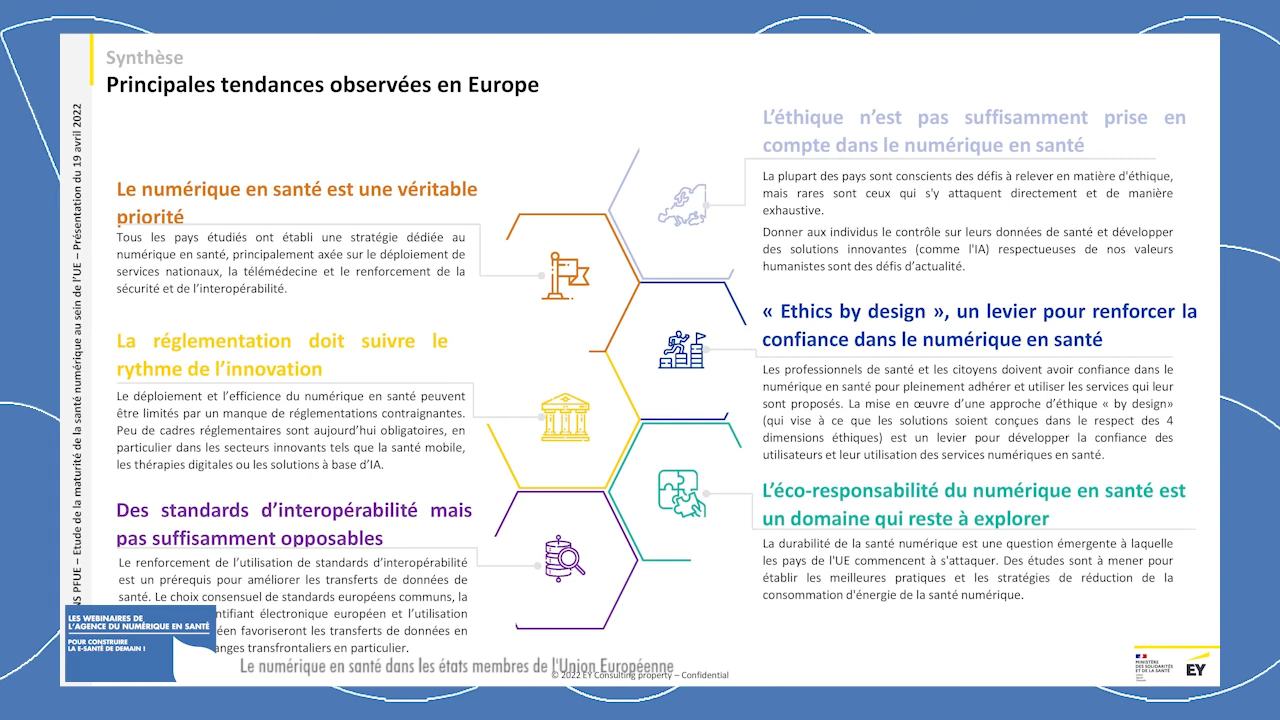 Synthèse
Principales tendances observées en Europe
NS PFUE – Etude de la maturité de la santé numérique au sein de l'UE – Présentation du 19 avril 2022
Le numérique en santé est une véritable
priorité
Tous les pays étudiés ont établi une stratégie dédiée au
numérique en santé, principalement axée sur le déploiement de
services nationaux, la télémédecine et le renforcement de la
sécurité et de l'interopérabilité.
La réglementation doit suivre le
rythme de l'innovation
Le déploiement et l'efficience du numérique en santé peuvent
être limités par un manque de réglementations contraignantes.
Peu de cadres réglementaires sont aujourd'hui obligatoires, en
particulier dans les secteurs innovants tels que la santé mobile,
les thérapies digitales ou les solutions à base d'IA.
Des standards d'interopérabilité mais
pas suffisamment opposables
Le renforcement de l'utilisation de standards d'interopérabilité
est un prérequis pour améliorer les transferts de données de
santé. Le choix consensuel de standards européens communs, la
ntifiant électronique européen et l'utilisation
éen favoriseront les transferts de données en
anges transfrontaliers en particulier.
L'éthique n'est pas suffisamment prise en
compte dans le numérique en santé
La plupart des pays sont conscients des défis à relever en matière d'éthique,
mais rares sont ceux qui s'y attaquent directement et de manière
exhaustive.
Donner aux individus le contrôle sur leurs données de santé et développer
des solutions innovantes (comme l'IA) respectueuses de nos valeurs
humanistes sont des défis d'actualité.
« Ethics by design », un levier pour renforcer la
confiance dans le numérique en santé
Les professionnels de santé et les citoyens doivent avoir confiance dans le
numérique en santé pour pleinement adhérer et utiliser les services qui leur
sont proposés. La mise en œuvre d'une approche d'éthique « by design»
(qui vise à ce que les solutions soient conçues dans le respect des 4
dimensions éthiques) est un levier pour développer la confiance des
utilisateurs et leur utilisation des services numériques en santé.
L'éco-responsabilité du numérique en santé est
un domaine qui reste à explorer
La durabilité de la santé numérique est une question émergente à laquelle
les pays de l'UE commencent à s'attaquer. Des études sont à mener pour
établir les meilleures pratiques et les stratégies de réduction de la
consommation d'énergie de la santé numérique.
LES WEBINAIRES DE
L'AGENCE DU NUMÉRIQUE EN SANTÉ
POUR CONSTRUIRE
LA E-SANTÉ DE DEMAIN !
Le numérique en santé dans les états membres de l'Union Européenne
© 2022 EY Consulting property – Confidential
MINISTÈRE
DES SOLIDARITÉS
ET DE LA SANTÉ
EY